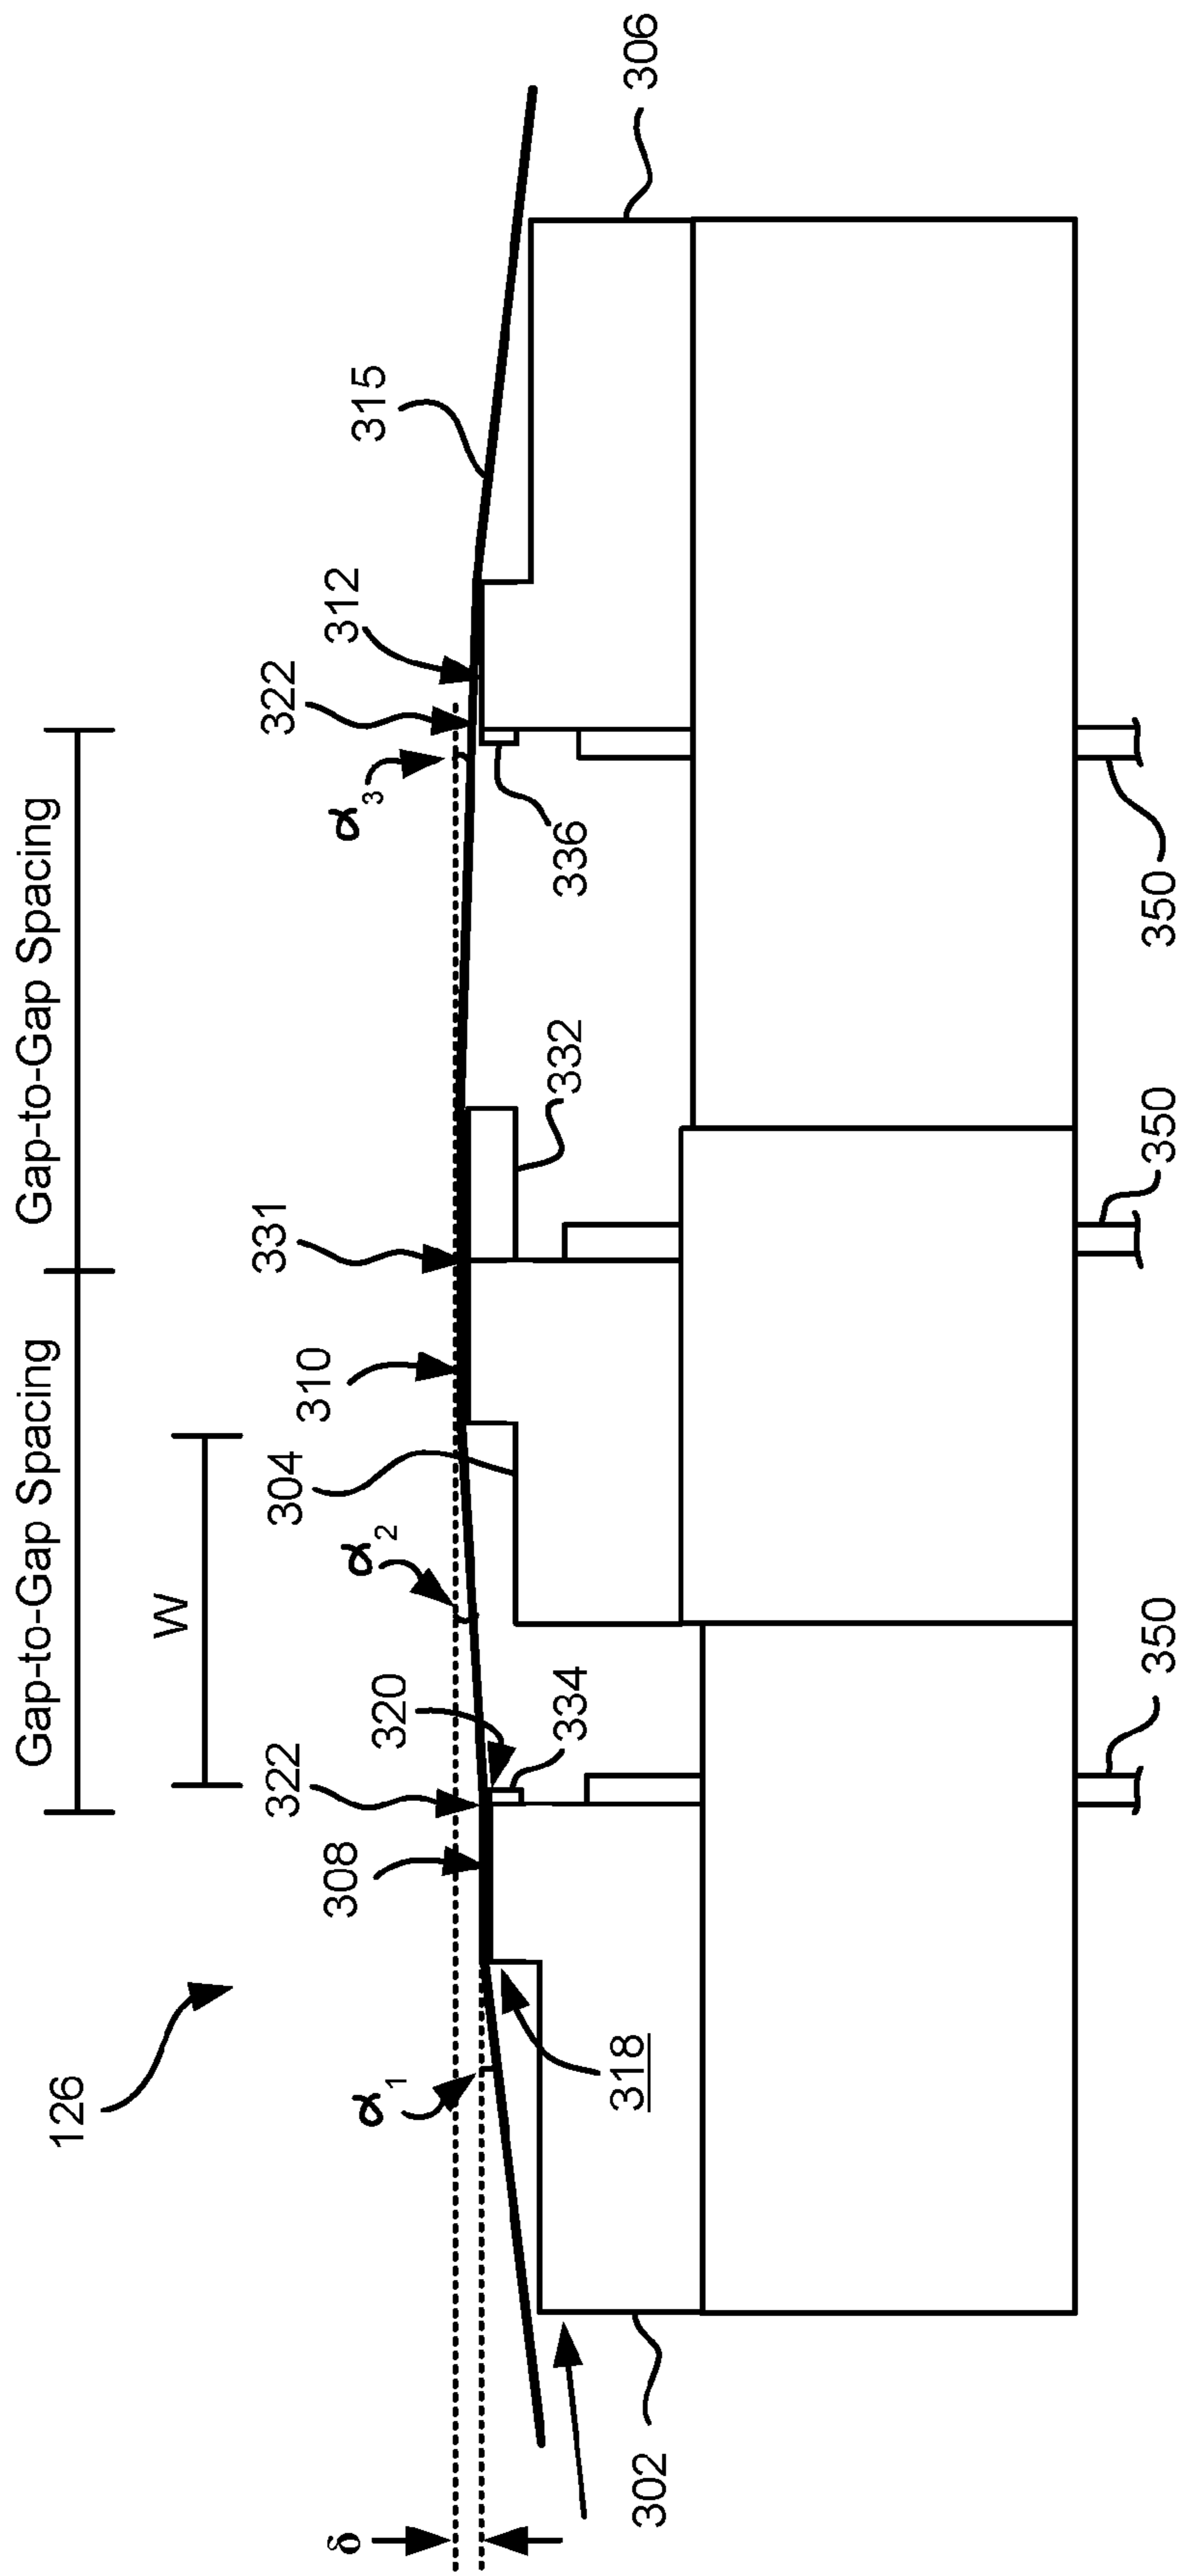 Gap-to-Gap Spacing
Gap-to-Gap Spacing
W
126
δ
α1
308
322
320
334
α2
304
310
331
332
α3
336
322
312
315
306
318
302
350
350
350